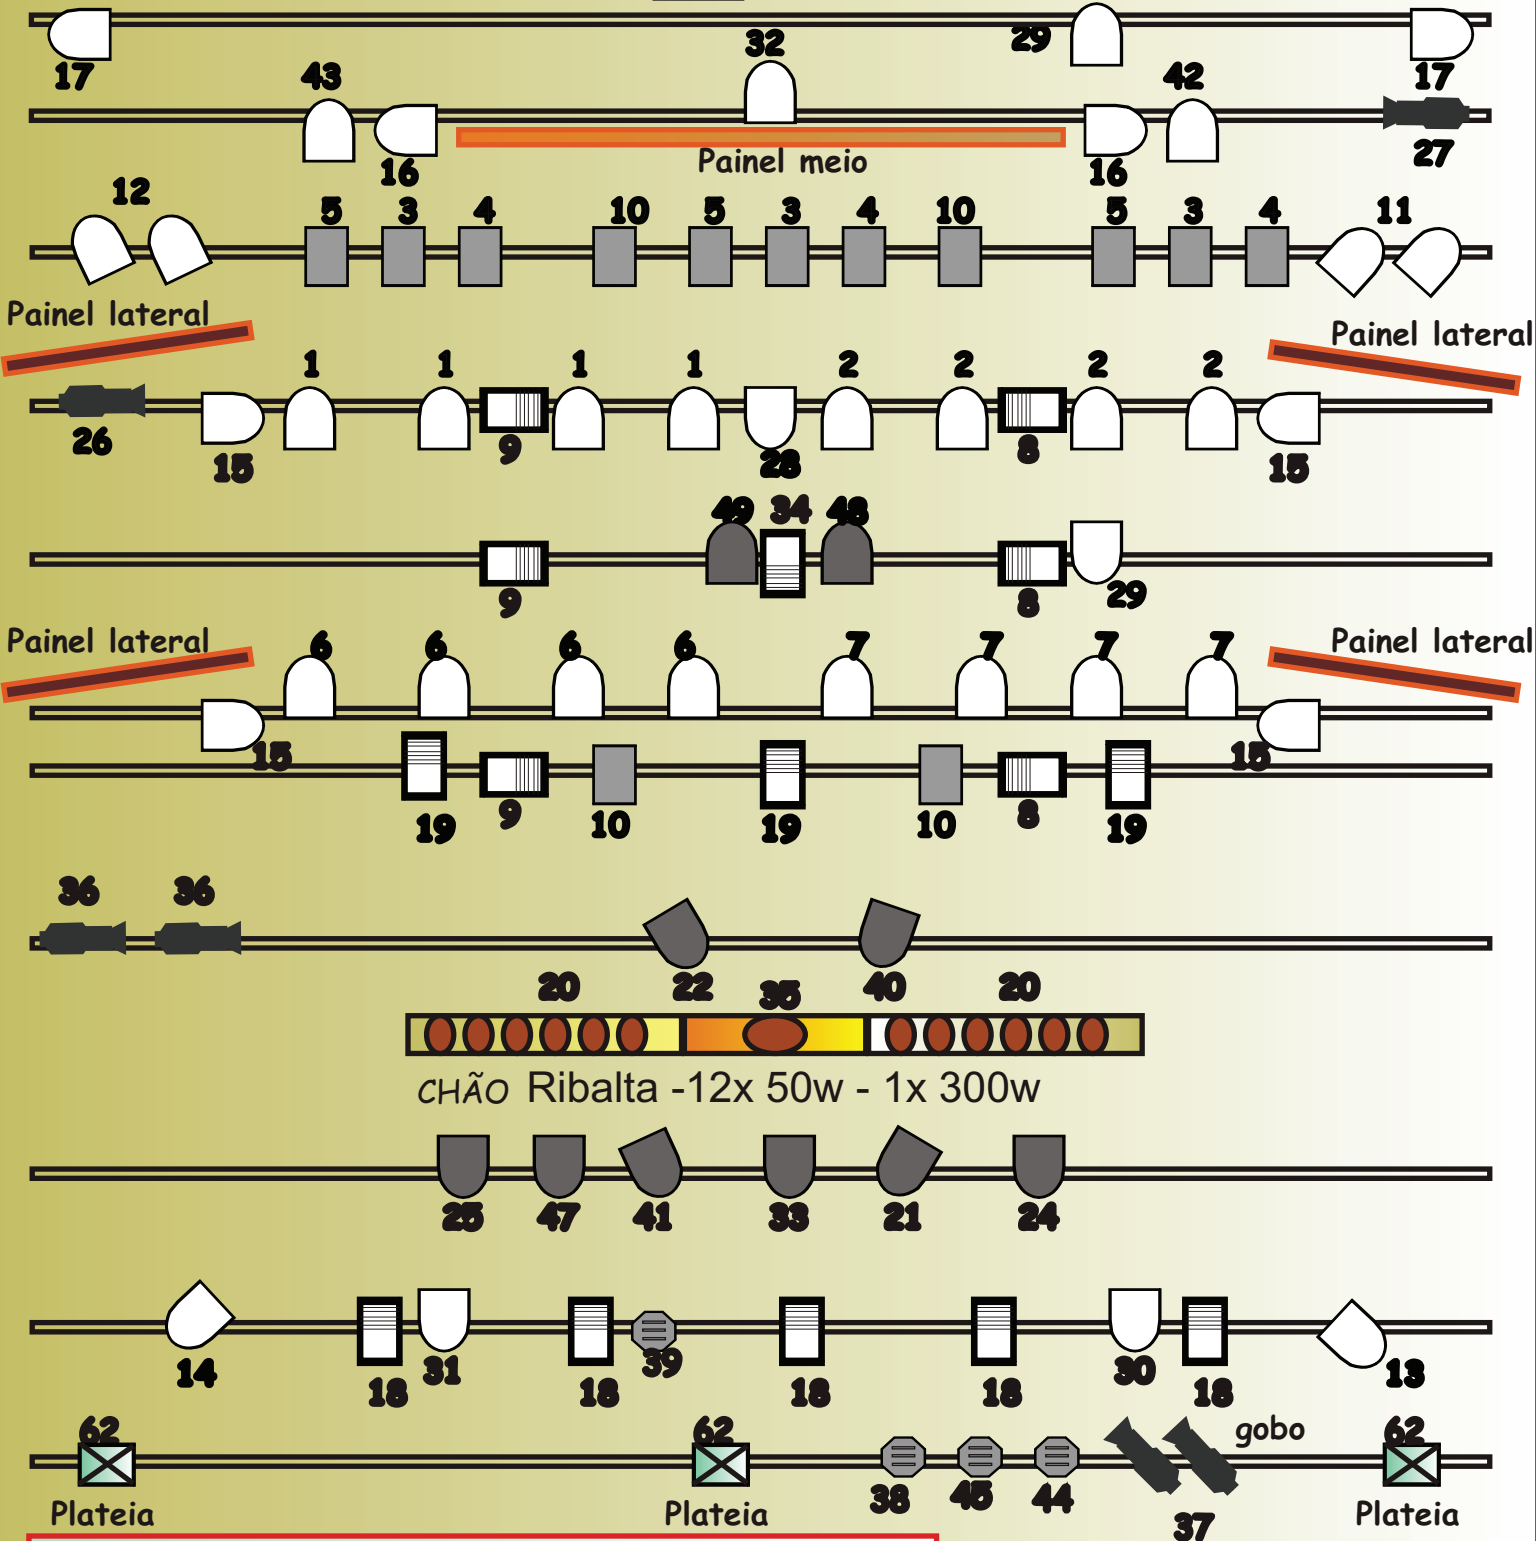 32 29
17 43 42 17
Painel meio
16 16 27
12 5 3 4 10 5 3 4 10 5 3 4 11
Painel lateral Painel lateral
1 1 1 1 2 2 2 2
26 15 9 28 8 15
49 34 48
9 8 29
Painel lateral Painel lateral
6 6 6 6 7 7 7 7
15 15
19 9 10 19 10 8 19
36 36
20 22 35 40 20
CHÃO Ribalta -12x 50w - 1x 300w
25 47 41 33 21 24
14 18 31 18 39 18 18 30 18 13
62 62 gobo 62
38 45 44
Plateia Plateia 37 Plateia